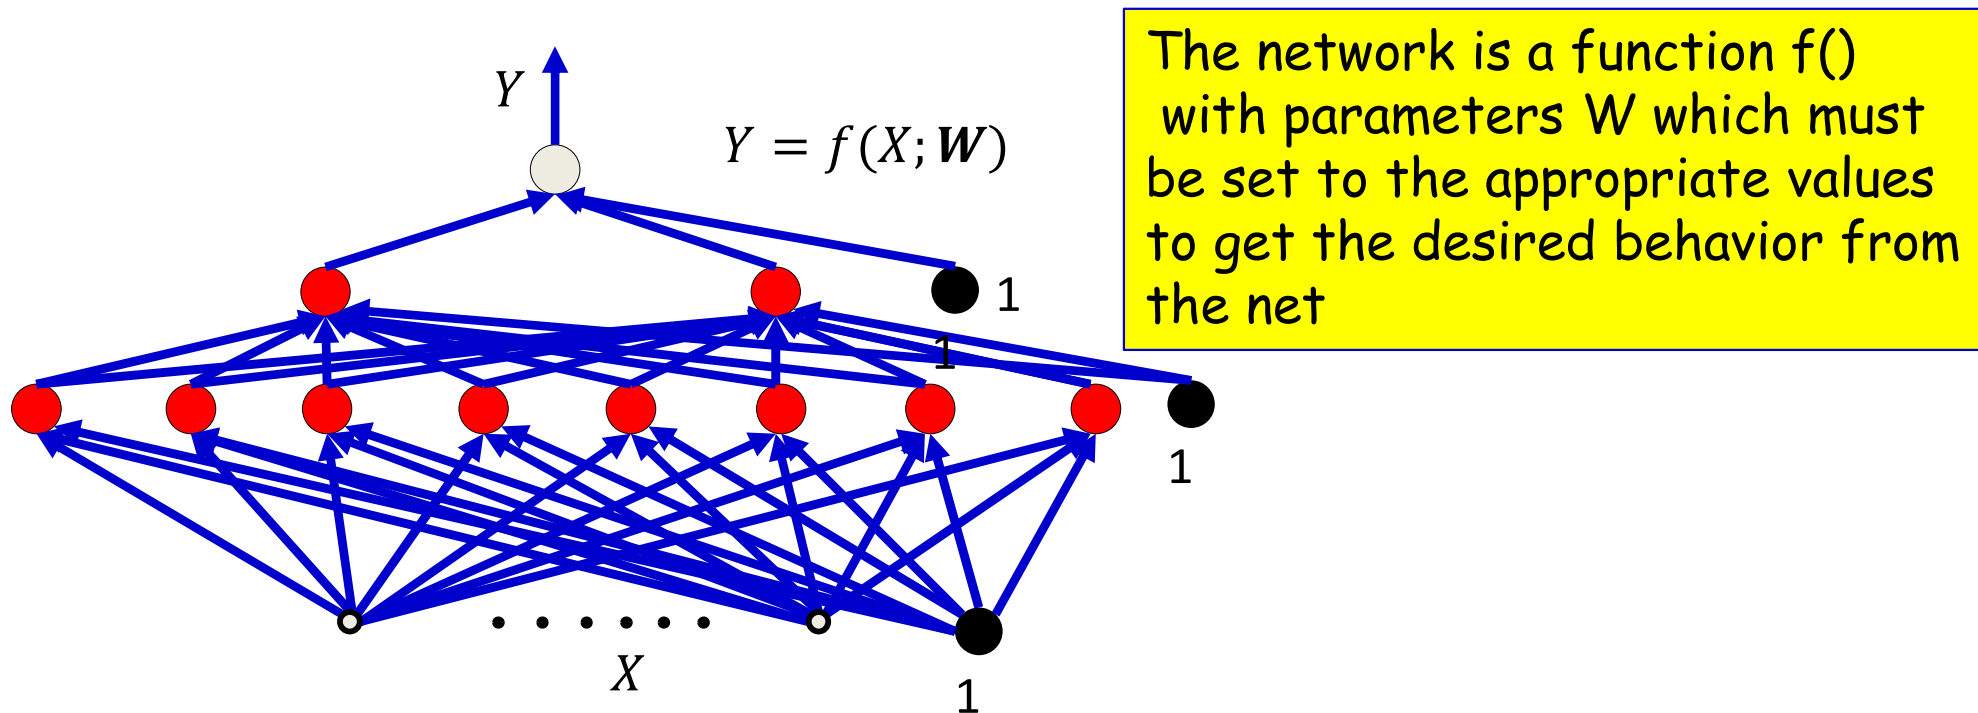 Y
Y = f(X; W)
The network is a function f()
with parameters W which must
be set to the appropriate values
to get the desired behavior from
the net
1
1
1
X
1